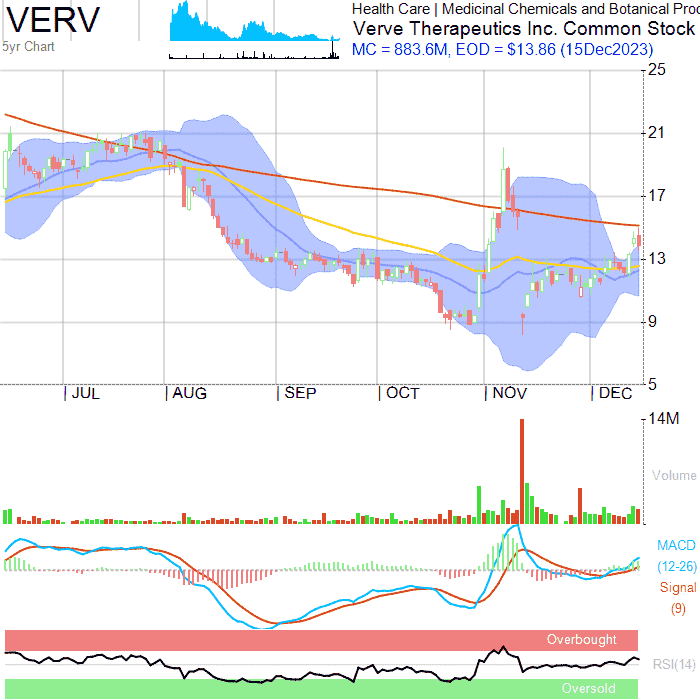 VERV
5yr Chart
Health Care | Medicinal Chemicals and Botanical Prod
Verve Therapeutics Inc. Common Stock
MC = 883.6M, EOD = $13.86 (15Dec2023)
25
21
17
13
9
5
| JUL | AUG | SEP | OCT | NOV | DEC
14M
Volume
MACD
(12-26)
Signal
(9)
Overbought
RSI(14)
Oversold